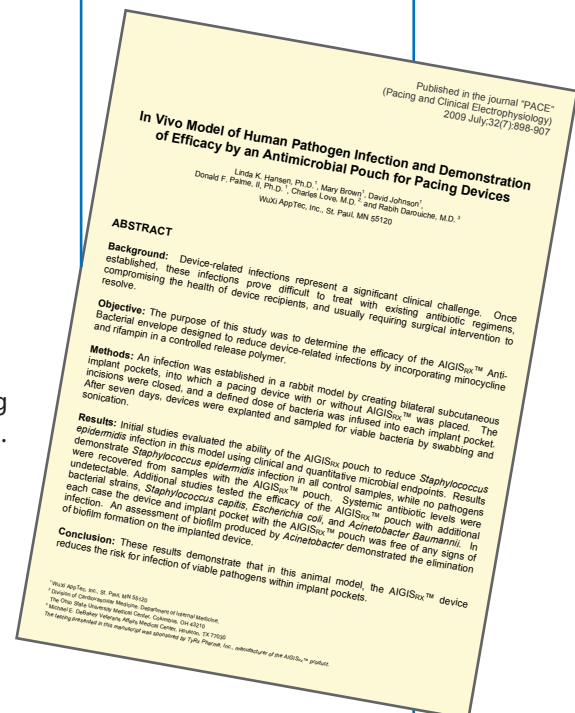 Published in the journal "PACE"
(Pacing and Clinical Electrophysiology)
2009 July;32(7):898-907
In Vivo Model of Human Pathogen Infection and Demonstration
of Efficacy by an Antimicrobial Pouch for Pacing Devices
Linda K. Hansen, Ph.D.¹, Mary Brown¹, David Johnson¹,
Donald F. Palme, II, Ph.D. ¹, Charles Love, M.D. ², and Rabih Darouiche, M.D. ³
WuXi AppTec, Inc., St. Paul, MN 55120
ABSTRACT
Background: Device-related infections represent a significant clinical challenge. Once
established, these infections prove difficult to treat with existing antibiotic regimens,
compromising the health of device recipients, and usually requiring surgical intervention to
resolve.
Objective: The purpose of this study was to determine the efficacy of the AIGISRX™ Anti-
Bacterial envelope designed to reduce device-related infections by incorporating minocycline
and rifampin in a controlled release polymer.
Methods: An infection was established in a rabbit model by creating bilateral subcutaneous
implant pockets, into which a pacing device with or without AIGISRX™ was placed. The
incisions were closed, and a defined dose of bacteria was infused into each implant pocket.
After seven days, devices were explanted and sampled for viable bacteria by swabbing and
sonication.
Results: Initial studies evaluated the ability of the AIGISRX pouch to reduce Staphylococcus
epidermidis infection in this model using clinical and quantitative microbial endpoints. Results
demonstrate Staphylococcus epidermidis infection in all control samples, while no pathogens
were recovered from samples with the AIGISRX™ pouch. Systemic antibiotic levels were
undetectable. Additional studies tested the efficacy of the AIGISRX™ pouch with additional
bacterial strains, Staphylococcus capitis, Escherichia coli, and Acinetobacter Baumannii. In
each case the device and implant pocket with the AIGISRX™ pouch was free of any signs of
infection. An assessment of biofilm produced by Acinetobacter demonstrated the elimination
of biofilm formation on the implanted device.
Conclusion: These results demonstrate that in this animal model, the AIGISRX™ device
reduces the risk for infection of viable pathogens within implant pockets.
¹ WuXi AppTec, Inc., St. Paul, MN 55120
² Division of Cardiovascular Medicine, Department of Internal Medicine,
The Ohio State University Medical Center, Columbus, OH 43210
³ Michael E. DeBakey Veterans Affairs Medical Center, Houston, TX 77030
The testing presented in this manuscript was sponsored by TyRx Pharma, Inc., manufacturer of the AIGISRX™ product.
g
.